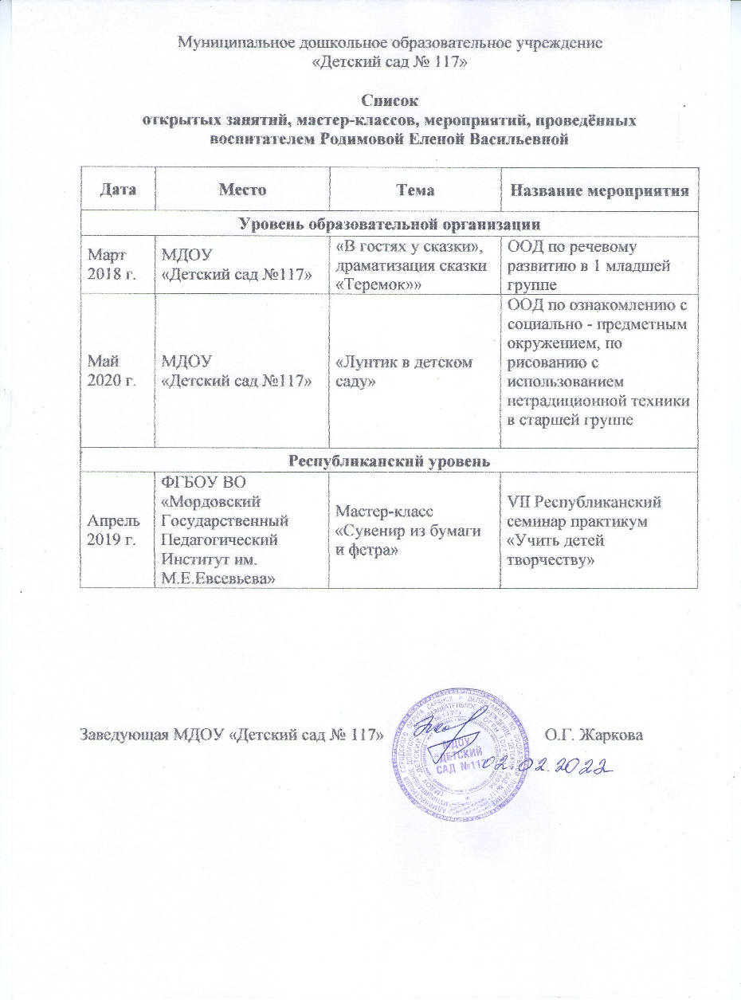 Муниципальное дошкольное образовательное учреждение
«Детский сад № 117»
Список
открытых занятий, мастер-классов, мероприятий, проведённых
воспитателем Родимовой Еленой Васильевной
Дата Место Тема Название мероприятия
Уровень образовательной организации
Март
2018 г.
МДОУ
«Детский сад №117»
«В гостях у сказки»,
драматизация сказки
«Теремок»»
ООД по речевому
развитию в 1 младшей
группе
Май
2020 г.
МДОУ
«Детский сад №117»
«Лунтик в детском
саду»
ООД по ознакомлению с
социально - предметным
окружением, по
рисованию с
использованием
нетрадиционной техники
в старшей группе
Республиканский уровень
Апрель
2019 г.
ФГБОУ ВО
«Мордовский
Государственный
Педагогический
Институт им.
М.Е.Евсевьева»
Мастер-класс
«Сувенир из бумаги
и фетра»
VII Республиканский
семинар практикум
«Учить детей
творчеству»
Заведующая МДОУ «Детский сад № 117» О.Г. Жаркова
МДОУ
"ДЕТСКИЙ
САД №117"
02.02.2022